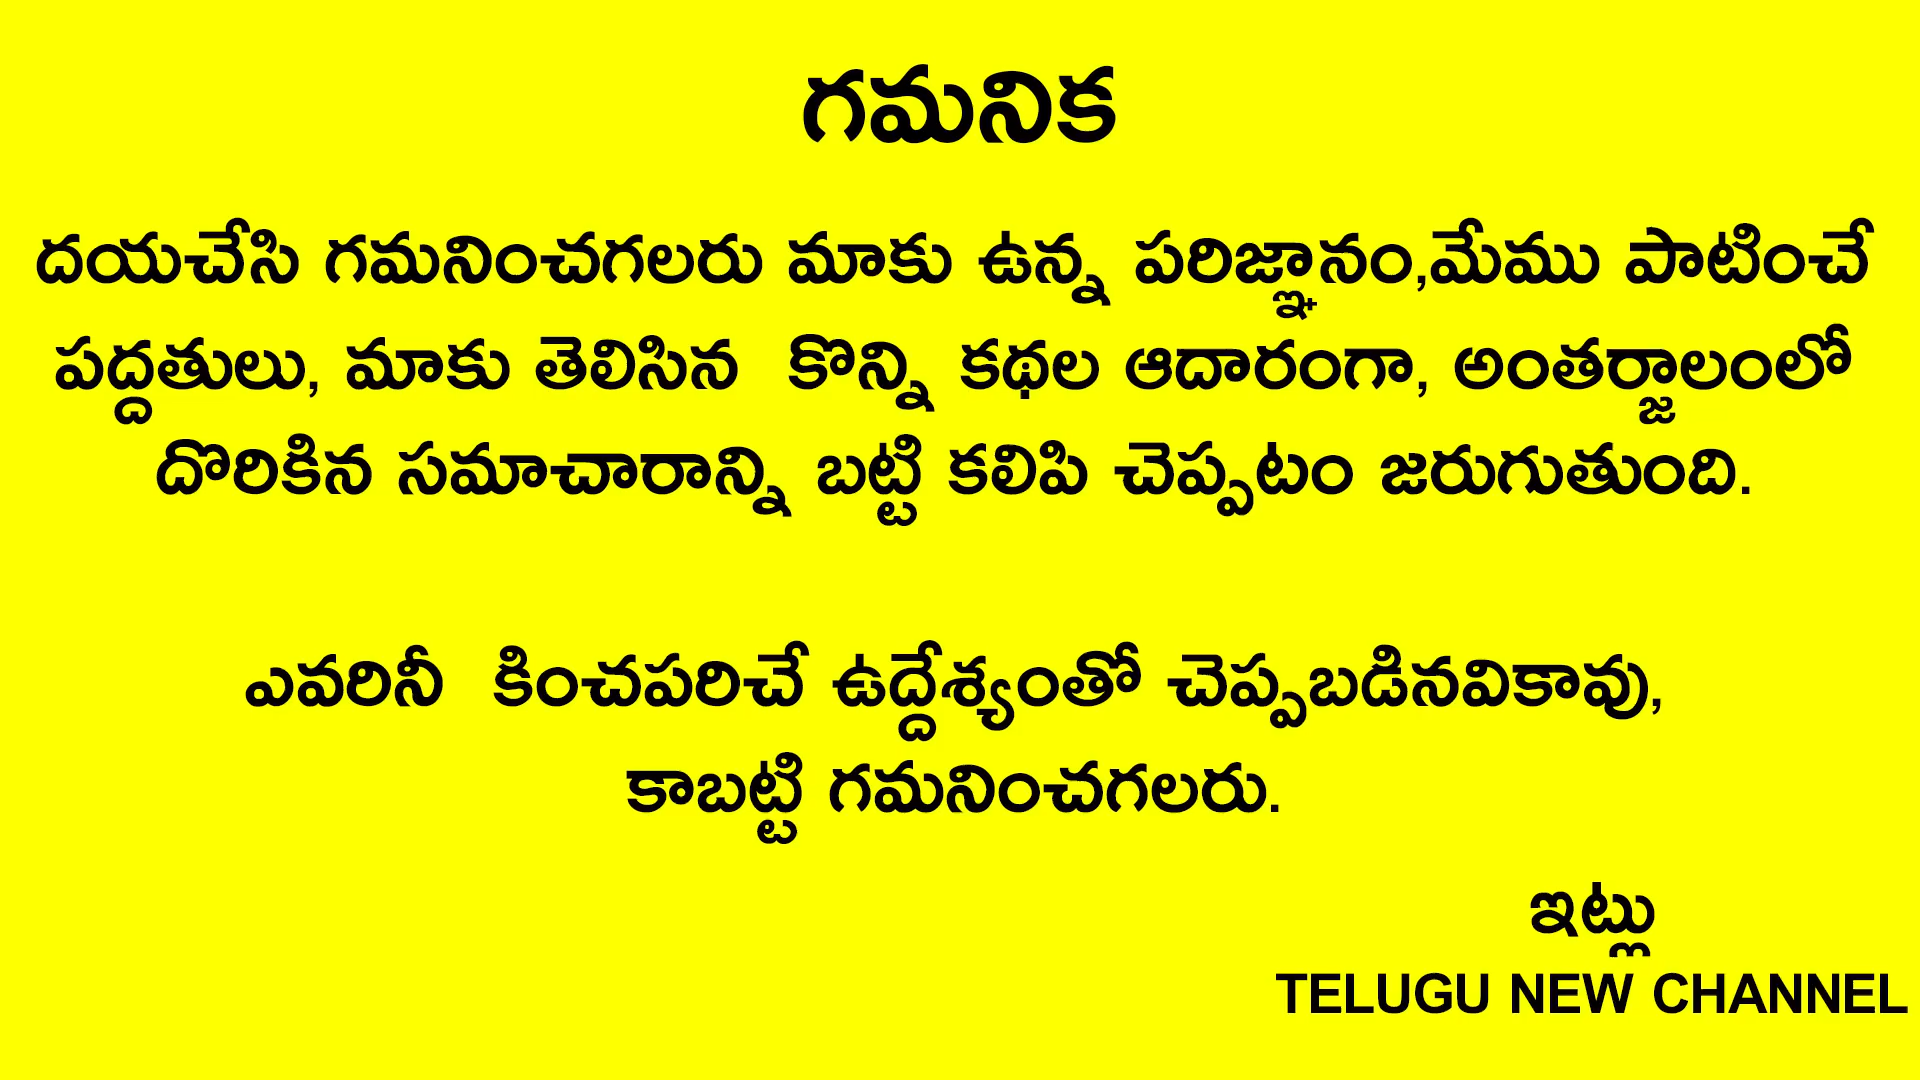 గమనిక
దయచేసి గమనించగలరు మాకు ఉన్న పరిజ్ఞానం,మేము పాటించే
పద్దతులు, మాకు తెలిసిన కొన్ని కథల ఆదారంగా, అంతర్జాలంలో
దొరికిన సమాచారాన్ని బట్టి కలిపి చెప్పటం జరుగుతుంది.
ఎవరినీ కించపరిచే ఉద్దేశ్యంతో చెప్పబడినవికావు,
కాబట్టి గమనించగలరు.
ఇట్లు
TELUGU NEW CHANNEL